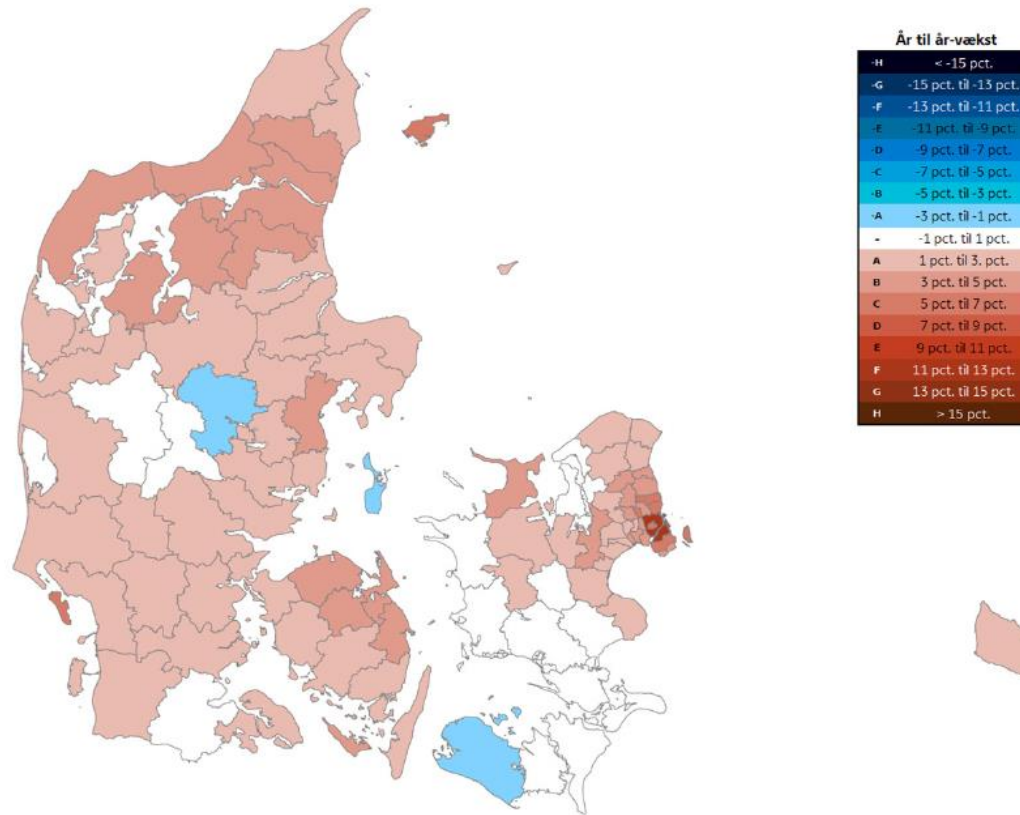 År til år-vækst
-H < -15 pct.
-G -15 pct. til -13 pct.
-F -13 pct. til -11 pct.
-E -11 pct. til -9 pct.
-D -9 pct. til -7 pct.
-C -7 pct. til -5 pct.
-B -5 pct. til -3 pct.
-A -3 pct. til -1 pct.
- -1 pct. til 1 pct.
A 1 pct. til 3. pct.
B 3 pct. til 5 pct.
C 5 pct. til 7 pct.
D 7 pct. til 9 pct.
E 9 pct. til 11 pct.
F 11 pct. til 13 pct.
G 13 pct. til 15 pct.
H > 15 pct.